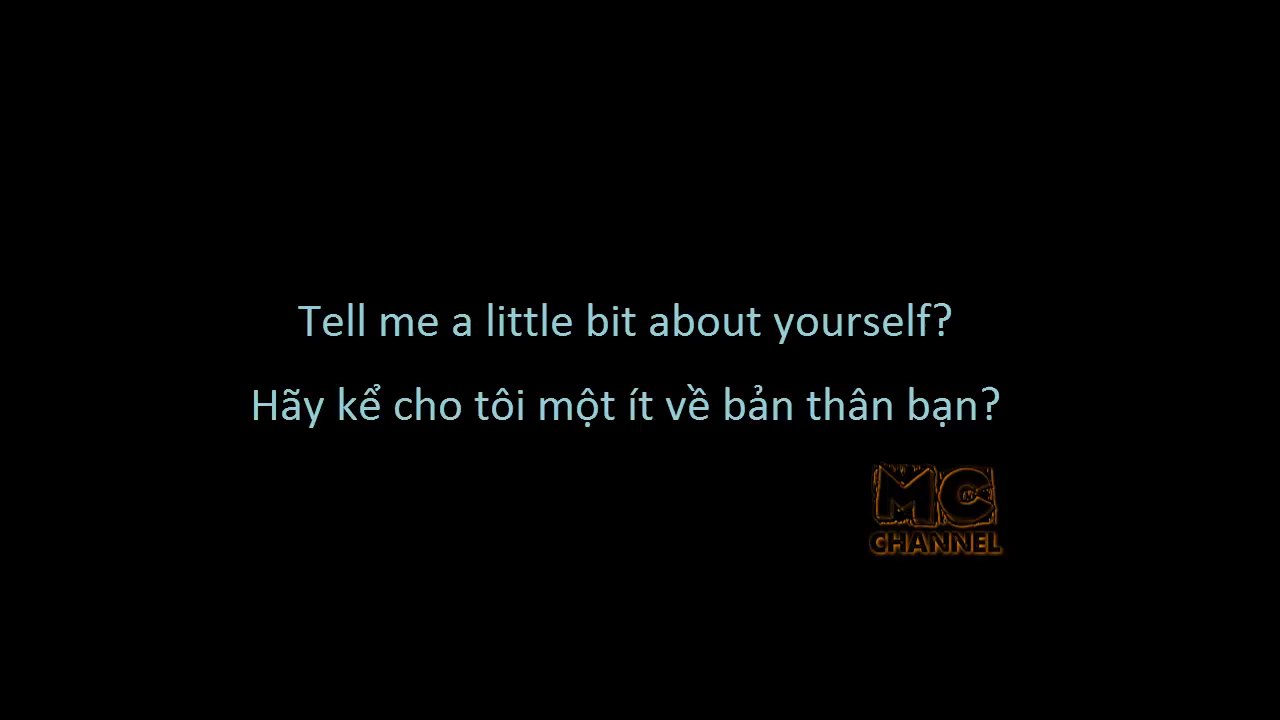 Tell me a little bit about yourself?
Hãy kể cho tôi một ít về bản thân bạn?
MC
CHANNEL